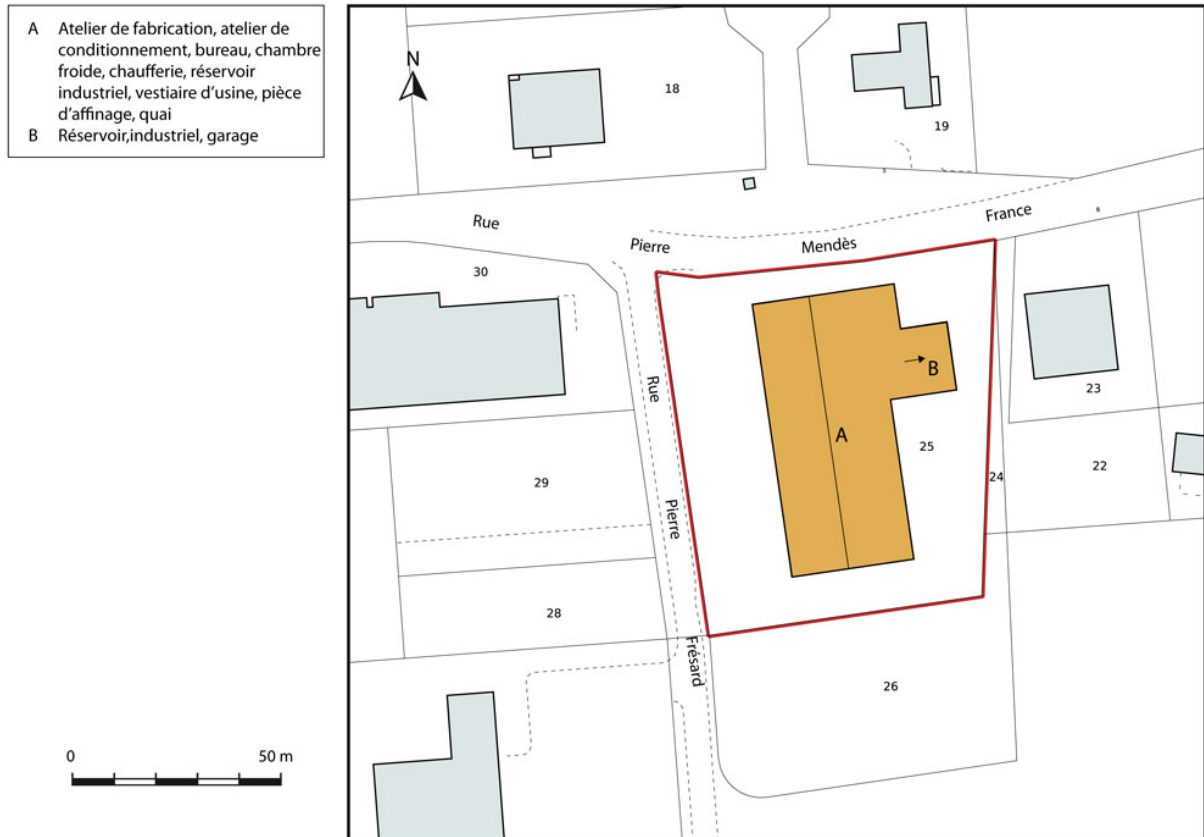 A Atelier de fabrication, atelier de
conditionnement, bureau, chambre
froide, chaufferie, réservoir
industriel, vestiaire d'usine, pièce
d'affinage, quai
B Réservoir,industriel, garage
N
18
19
Rue Pierre Mendès France
30
23
B
A
25
24
22
29
28
26
Rue Pierre Frésard
0 50 m